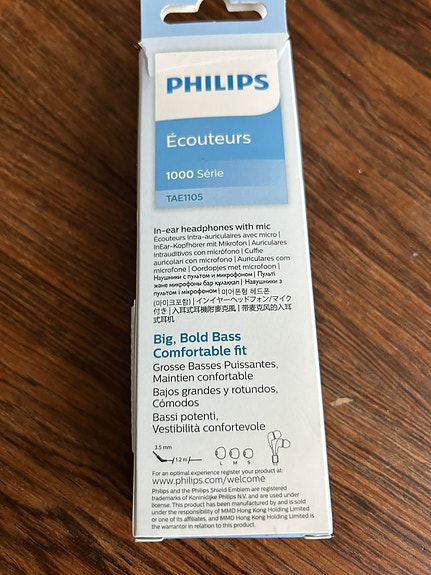 PHILIPS
Écouteurs
1000 Série
TAE1105
In-ear headphones with mic
Écouteurs intra-auriculaires avec micro |
InEar-Kopfhörer mit Mikrofon | Auriculares
intrauditivos con micrófono | Cuffie
auricolari con microfono | Auriculares com
microfone | Oordopjes met microfoon |
Наушники с пультом и микрофоном | Пульті
және микрофоны бар құлаққап | Навушники з
пультом і мікрофоном | 이어폰형 헤드폰
(마이크포함) | インイヤーヘッドフォン/マイク
付き | 入耳式耳機附麥克風 | 带麦克风的入耳
式耳机
Big, Bold Bass
Comfortable fit
Grosse Basses Puissantes,
Maintien confortable
Bajos grandes y rotundos,
Cómodos
Bassi potenti,
Vestibilità confortevole
3.5 mm
1.2 m
L M S
For an optimal experience register your product at:
www.philips.com/welcome
Philips and the Philips Shield Emblem are registered
trademarks of Koninklijke Philips N.V. and are used under
license. This product has been manufactured by and is sold
under the responsibility of MMD Hong Kong Holding Limited
or one of its affiliates, and MMD Hong Kong Holding Limited is
the warrantor in relation to this product.